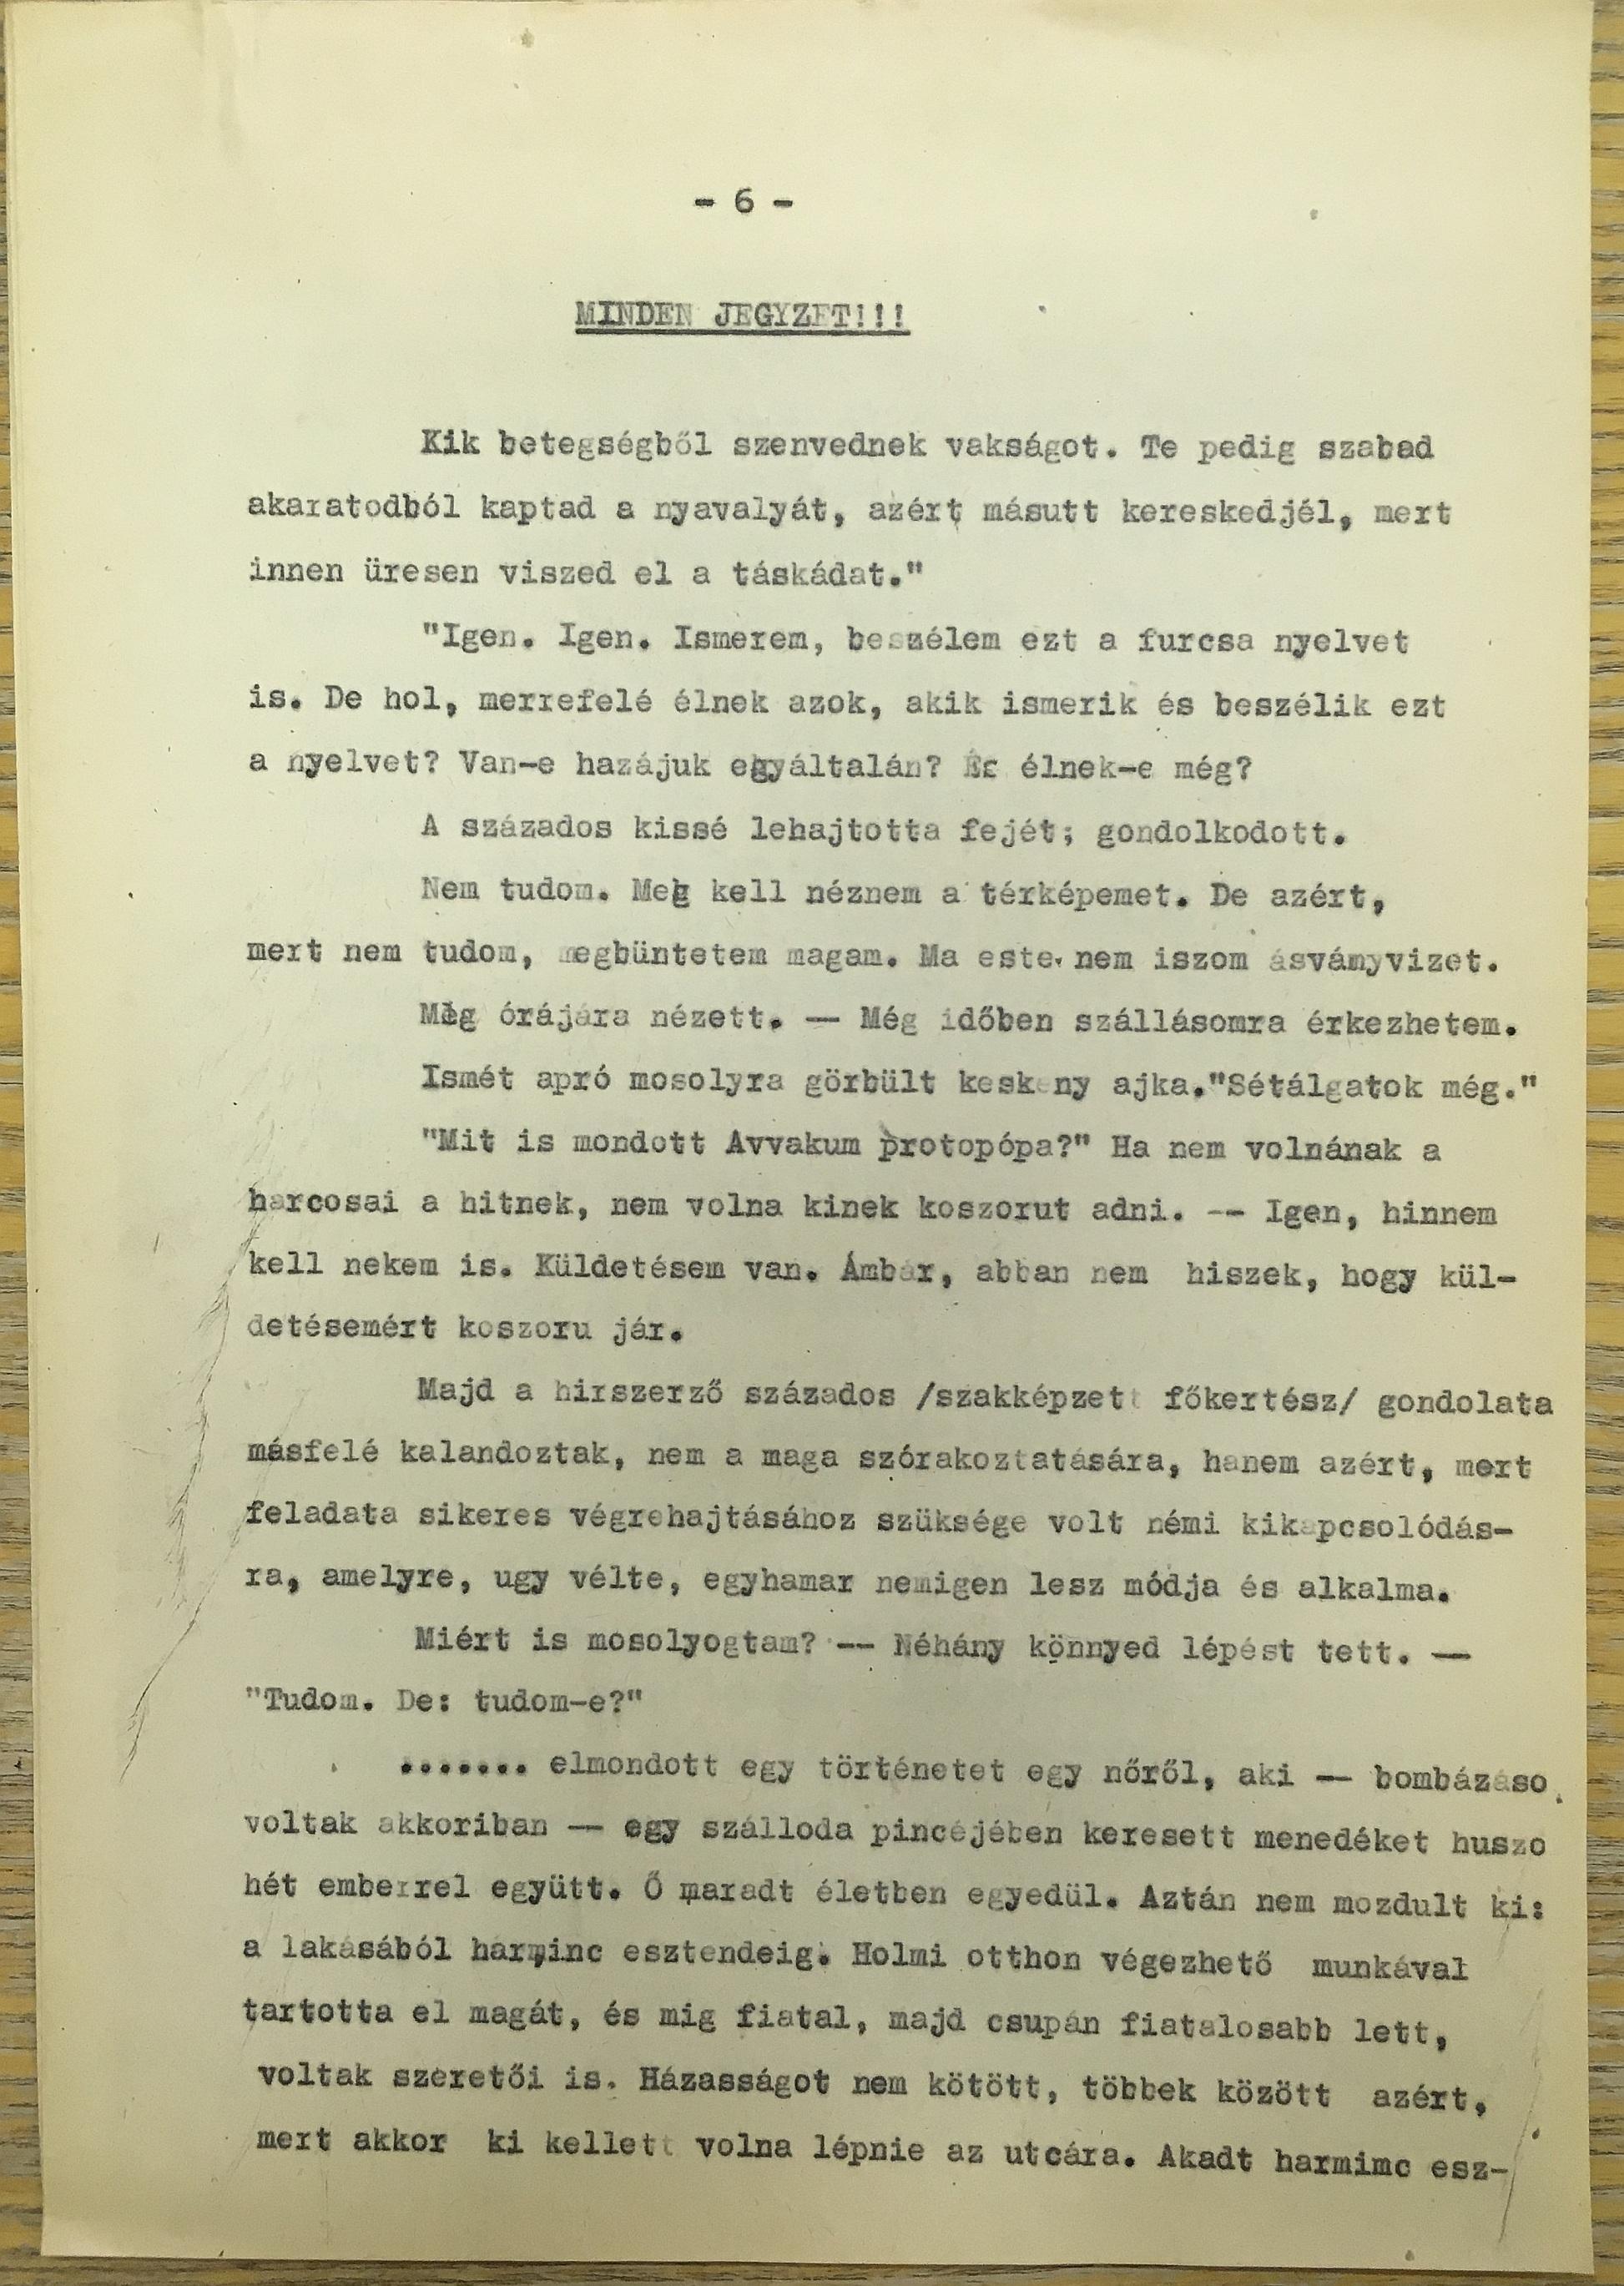 - 6 -
MINDEN JEGYZET!!!
Kik betegségből szenvednek vakságot. Te pedig szabad
akaratodból kaptad a nyavalyát, azért másutt kereskedjél, mert
innen üresen viszed el a táskádat."
"Igen. Igen. Ismerem, beszélem ezt a furcsa nyelvet
is. De hol, merrefelé élnek azok, akik ismerik és beszélik ezt
a nyelvet? Van-e hazájuk egyáltalán? És élnek-e még?
A százados kissé lehajtotta fejét; gondolkodott.
Nem tudom. Meg kell néznem a térképemet. De azért,
mert nem tudom, megbüntetem magam. Ma este nem iszom ásványvizet.
Még órájára nézett. — Még időben szállásomra érkezhetem.
Ismét apró mosolyra görbült keskeny ajka."Sétálgatok még."
"Mit is mondott Avvakum protopópa?" Ha nem volnának a
harcosai a hitnek, nem volna kinek koszorut adni. -- Igen, hinnem
kell nekem is. Küldetésem van. Ámbár, abban nem hiszek, hogy kül-
detésemért koszoru jár.
Majd a hirszerző százados /szakképzett főkertész/ gondolata
másfelé kalandoztak, nem a maga szórakoztatására, hanem azért, mert
feladata sikeres végrehajtásához szüksége volt némi kikapcsolódás-
ra, amelyre, ugy vélte, egyhamar nemigen lesz módja és alkalma.
Miért is mosolyogtam? -- Néhány könnyed lépést tett. —
"Tudom. De: tudom-e?"
....... elmondott egy történetet egy nőről, aki — bombázáso
voltak akkoriban — egy szálloda pincéjében keresett menedéket huszo
hét emberrel együtt. Ő maradt életben egyedül. Aztán nem mozdult ki:
a lakásából harminc esztendeig. Holmi otthon végezhető munkával
tartotta el magát, és mig fiatal, majd csupán fiatalosabb lett,
voltak szeretői is. Házasságot nem kötött, többek között azért,
mert akkor ki kellett volna lépnie az utcára. Akadt harmimc esz-